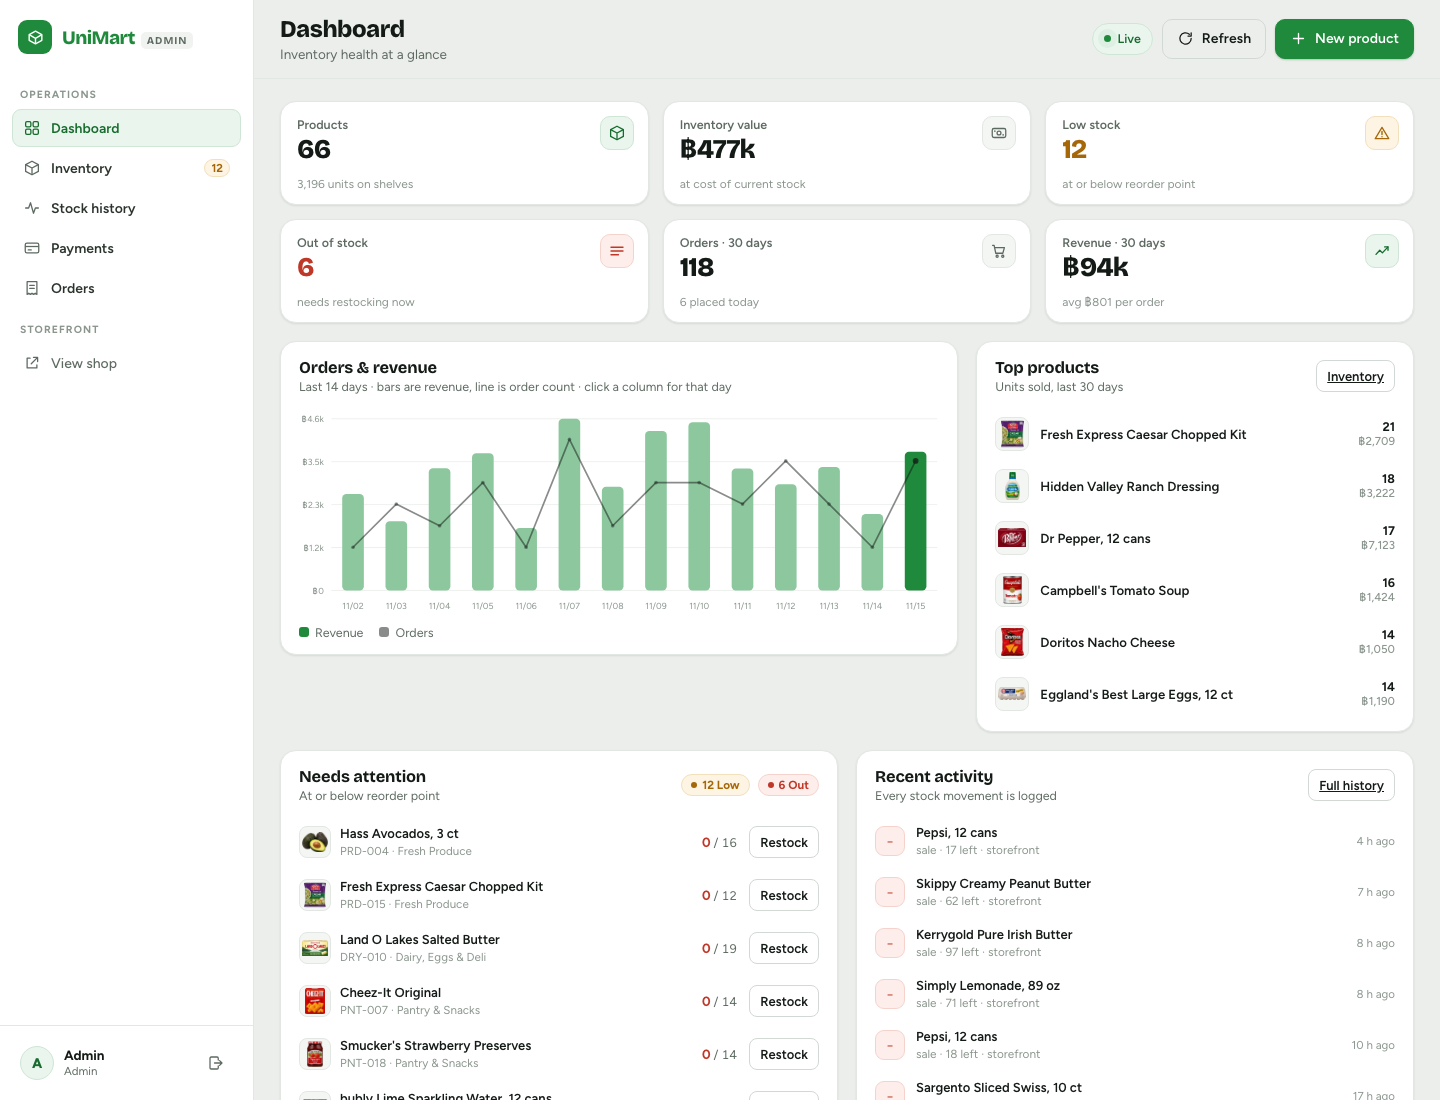 UniMart ADMIN
OPERATIONS
Dashboard
Inventory 12
Stock history
Payments
Orders
STOREFRONT
View shop
A
Admin
Admin
Dashboard
Inventory health at a glance
Live
Refresh
New product
Products
66
3,196 units on shelves
Inventory value
฿477k
at cost of current stock
Low stock
12
at or below reorder point
Out of stock
6
needs restocking now
Orders · 30 days
118
6 placed today
Revenue · 30 days
฿94k
avg ฿801 per order
Orders & revenue
Last 14 days · bars are revenue, line is order count · click a column for that day
฿4.6k
฿3.5k
฿2.3k
฿1.2k
฿0
11/02 11/03 11/04 11/05 11/06 11/07 11/08 11/09 11/10 11/11 11/12 11/13 11/14 11/15
Revenue Orders
Top products
Units sold, last 30 days
Inventory
Fresh Express Caesar Chopped Kit 21
฿2,709
Hidden Valley Ranch Dressing 18
฿3,222
Dr Pepper, 12 cans 17
฿7,123
Campbell's Tomato Soup 16
฿1,424
Doritos Nacho Cheese 14
฿1,050
Eggland's Best Large Eggs, 12 ct 14
฿1,190
Needs attention
At or below reorder point
12 Low
6 Out
Hass Avocados, 3 ct
PRD-004 · Fresh Produce
0 / 16
Restock
Fresh Express Caesar Chopped Kit
PRD-015 · Fresh Produce
0 / 12
Restock
Land O Lakes Salted Butter
DRY-010 · Dairy, Eggs & Deli
0 / 19
Restock
Cheez-It Original
PNT-007 · Pantry & Snacks
0 / 14
Restock
Smucker's Strawberry Preserves
PNT-018 · Pantry & Snacks
0 / 14
Restock
bubly Lime Sparkling Water, 12 cans
Recent activity
Every stock movement is logged
Full history
Pepsi, 12 cans
sale · 17 left · storefront
4 h ago
Skippy Creamy Peanut Butter
sale · 62 left · storefront
7 h ago
Kerrygold Pure Irish Butter
sale · 97 left · storefront
8 h ago
Simply Lemonade, 89 oz
sale · 71 left · storefront
8 h ago
Pepsi, 12 cans
sale · 18 left · storefront
10 h ago
Sargento Sliced Swiss, 10 ct
17 h ago